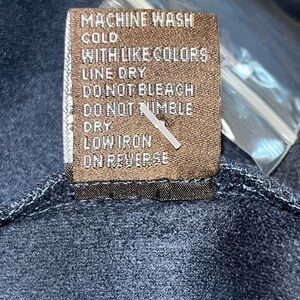 MACHINE WASH
COLD
WITH LIKE COLORS
LINE DRY
DO NOT BLEACH
DO NOT TUMBLE
DRY
LOW IRON
ON REVERSE